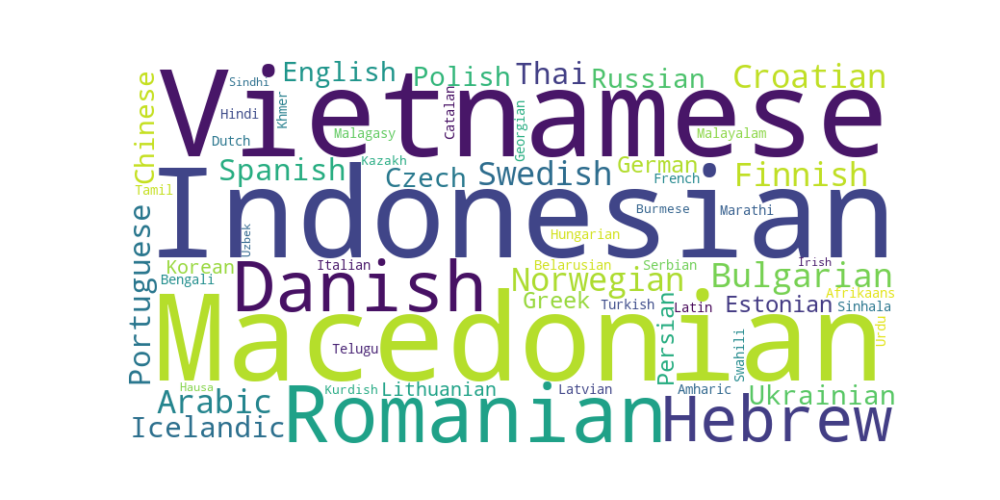 Vietnamese
Sindhi
English
Polish
Thai
Russian
Croatian
Chinese
Hindi
Khmer
Catalan
Georgian
Malagasy
Malayalam
Dutch
Indonesian
Spanish
Kazakh
Czech
Swedish
German
French
Finnish
Tamil
Portuguese
Burmese
Marathi
Uzbek
Hungarian
Korean
Bengali
Danish
Italian
Norwegian
Belarusian
Serbian
Bulgarian
Irish
Afrikaans
Greek
Turkish
Latin
Estonian
Sinhala
Persian
Urdu
Macedonian
Telugu
Swahili
Hausa
Arabic
Icelandic
Romanian
Kurdish
Lithuanian
Latvian
Amharic
Hebrew
Ukrainian